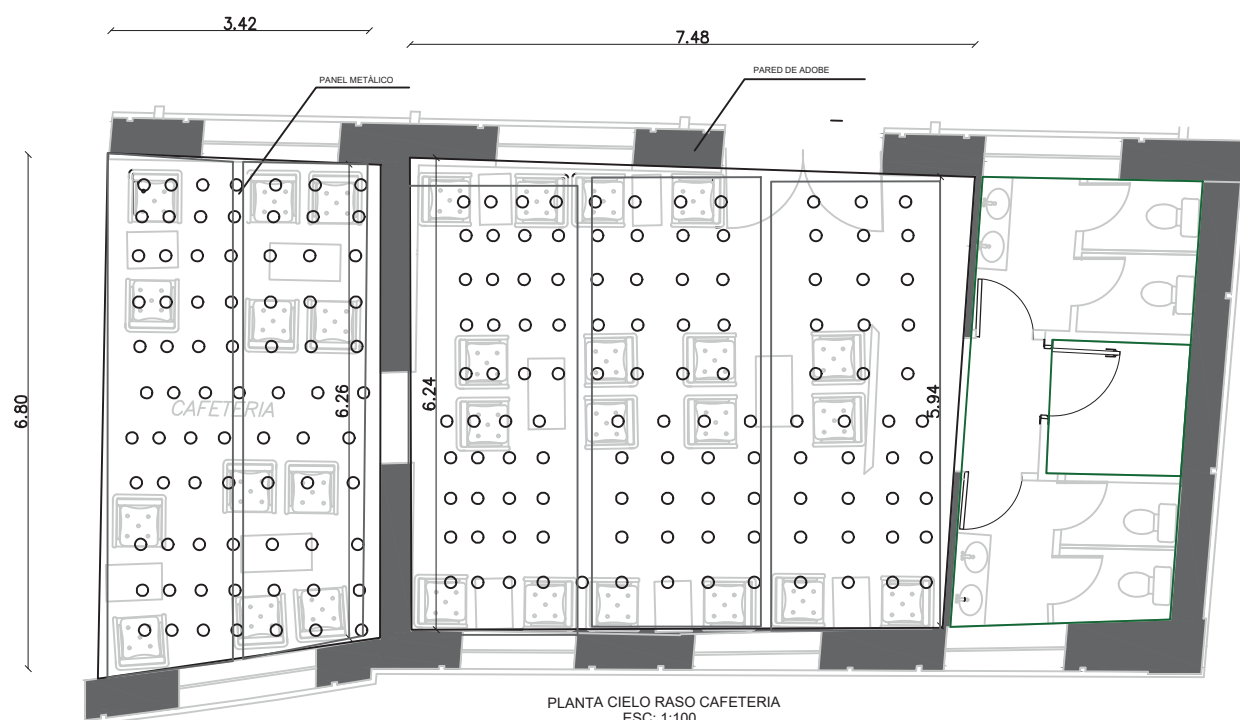 3.42
7.48
PANEL METÀLICO
PARED DE ADOBE
6.80
CAFETERIA
6.26
6.24
5.94
PLANTA CIELO RASO CAFETERIA
ESC: 1:100